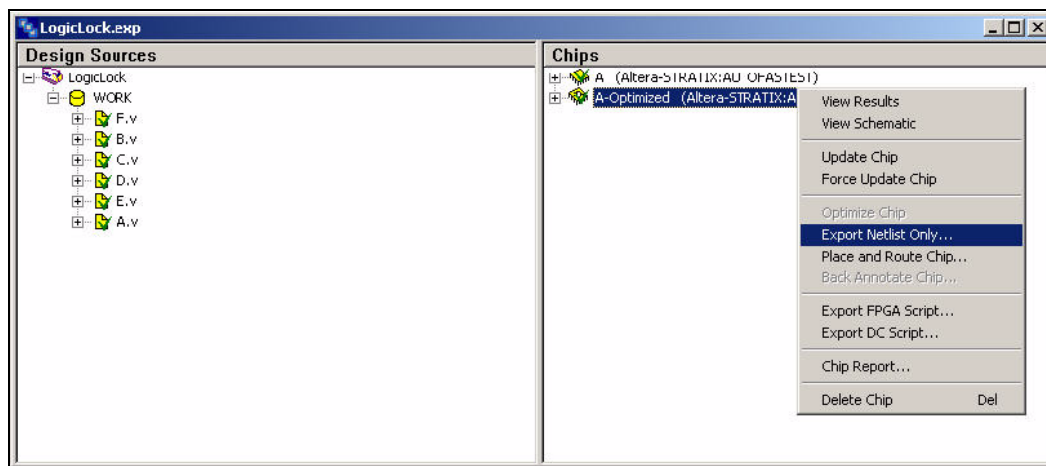 LogicLock.exp
Design Sources
LogicLock
WORK
F.v
B.v
C.v
D.v
E.v
A.v
Chips
A (Altera-STRATIX:AUTOFASTEST)
A-Optimized (Altera-STRATIX:A
View Results
View Schematic
Update Chip
Force Update Chip
Optimize Chip
Export Netlist Only...
Place and Route Chip...
Back Annotate Chip...
Export FPGA Script...
Export DC Script...
Chip Report...
Delete Chip Del